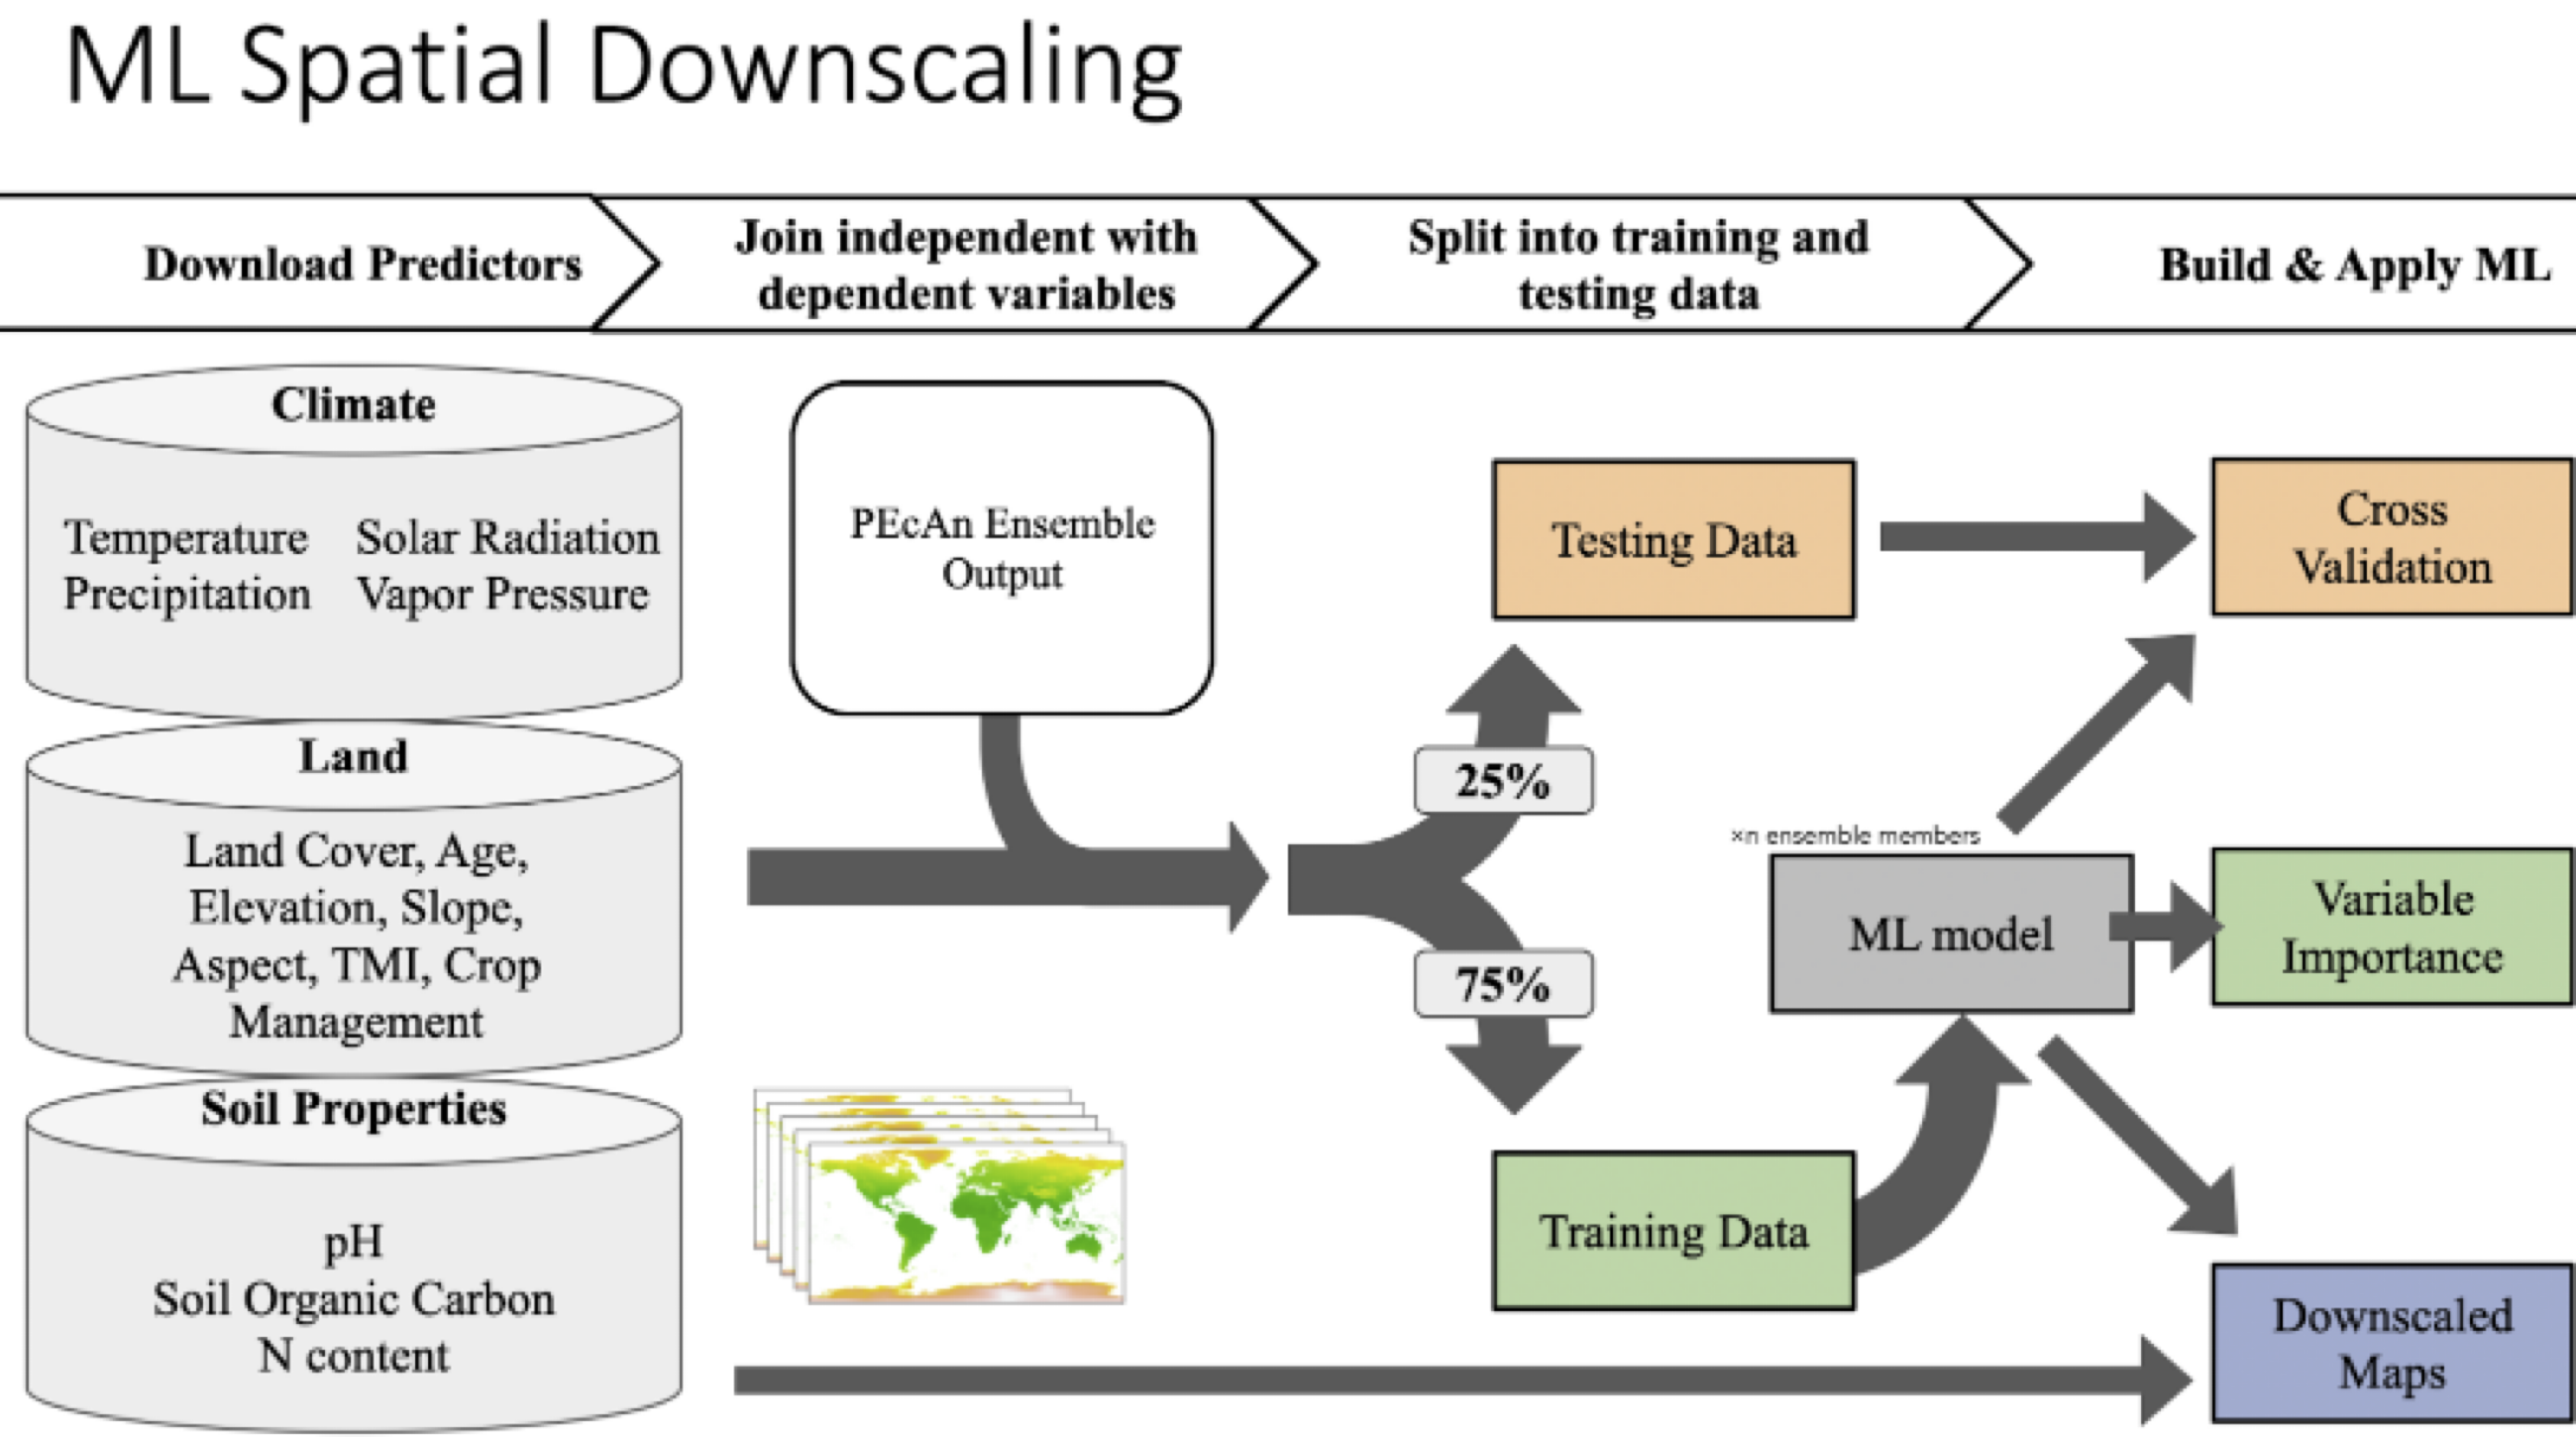 ML Spatial Downscaling
Download Predictors
Join independent with
dependent variables
Split into training and
testing data
Build & Apply ML
Climate
Temperature
Precipitation
Solar Radiation
Vapor Pressure
Land
Land Cover, Age,
Elevation, Slope,
Aspect, TMI, Crop
Management
Soil Properties
pH
Soil Organic Carbon
N content
PEcAn Ensemble
Output
25%
75%
Testing Data
Training Data
×n ensemble members
ML model
Cross
Validation
Variable
Importance
Downscaled
Maps